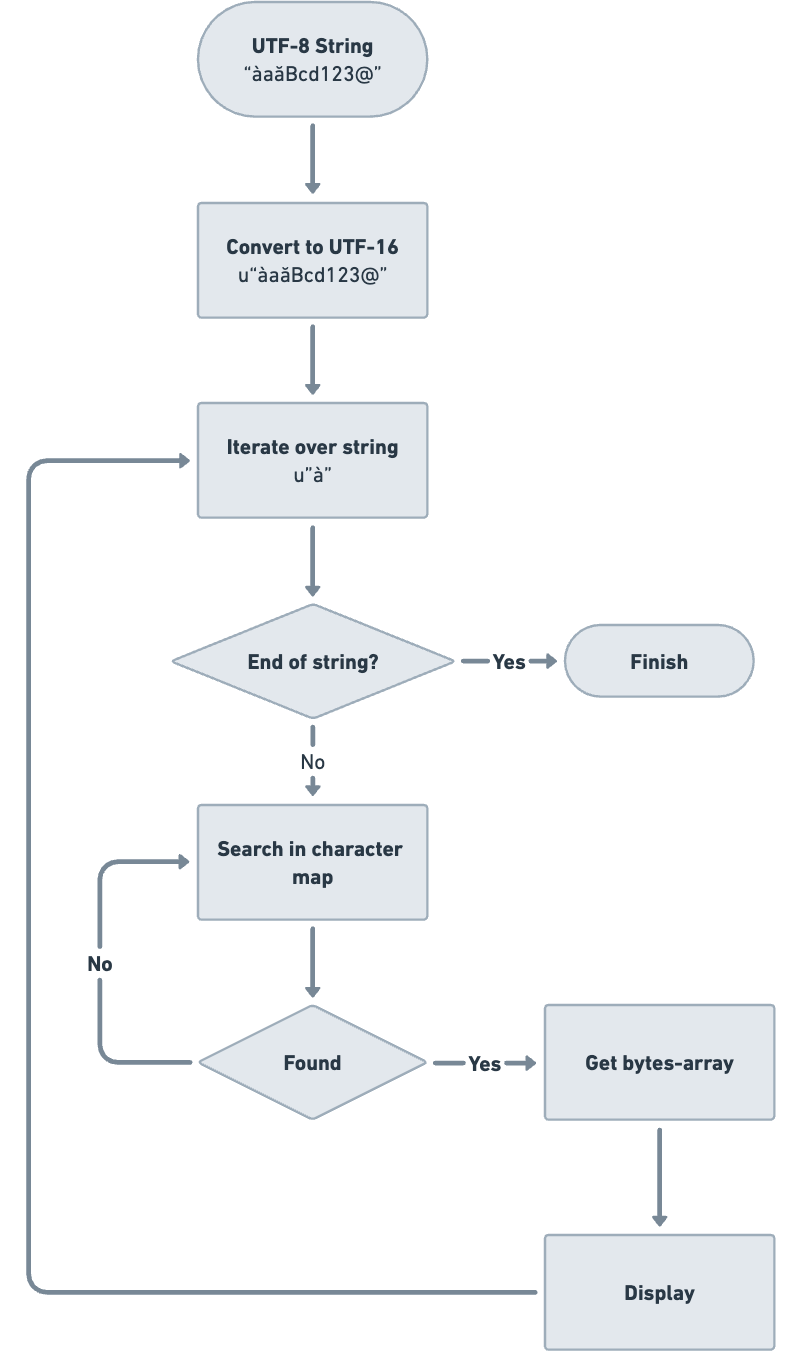 UTF-8 String
“àaăBcd123@”
Convert to UTF-16
u“àaăBcd123@”
Iterate over string
u”à”
End of string?
Yes
Finish
No
Search in character
map
No
Found
Yes
Get bytes-array
Display